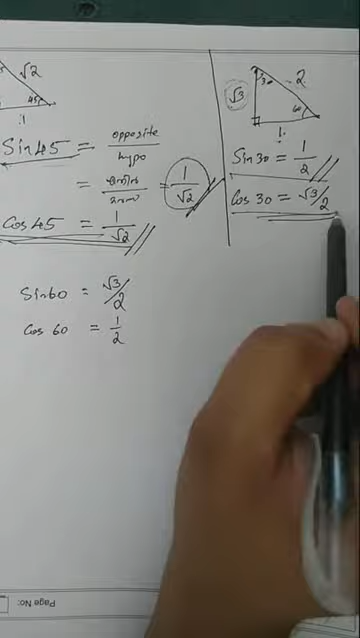 √2
45
1
Sin 45 = opposite / hypo
= / = 1/√2
Cos 45 = 1/√2
Sin 60 = √3/2
Cos 60 = 1/2
√3
30
2
60
1
Sin 30 = 1/2
Cos 30 = √3/2
Page No: